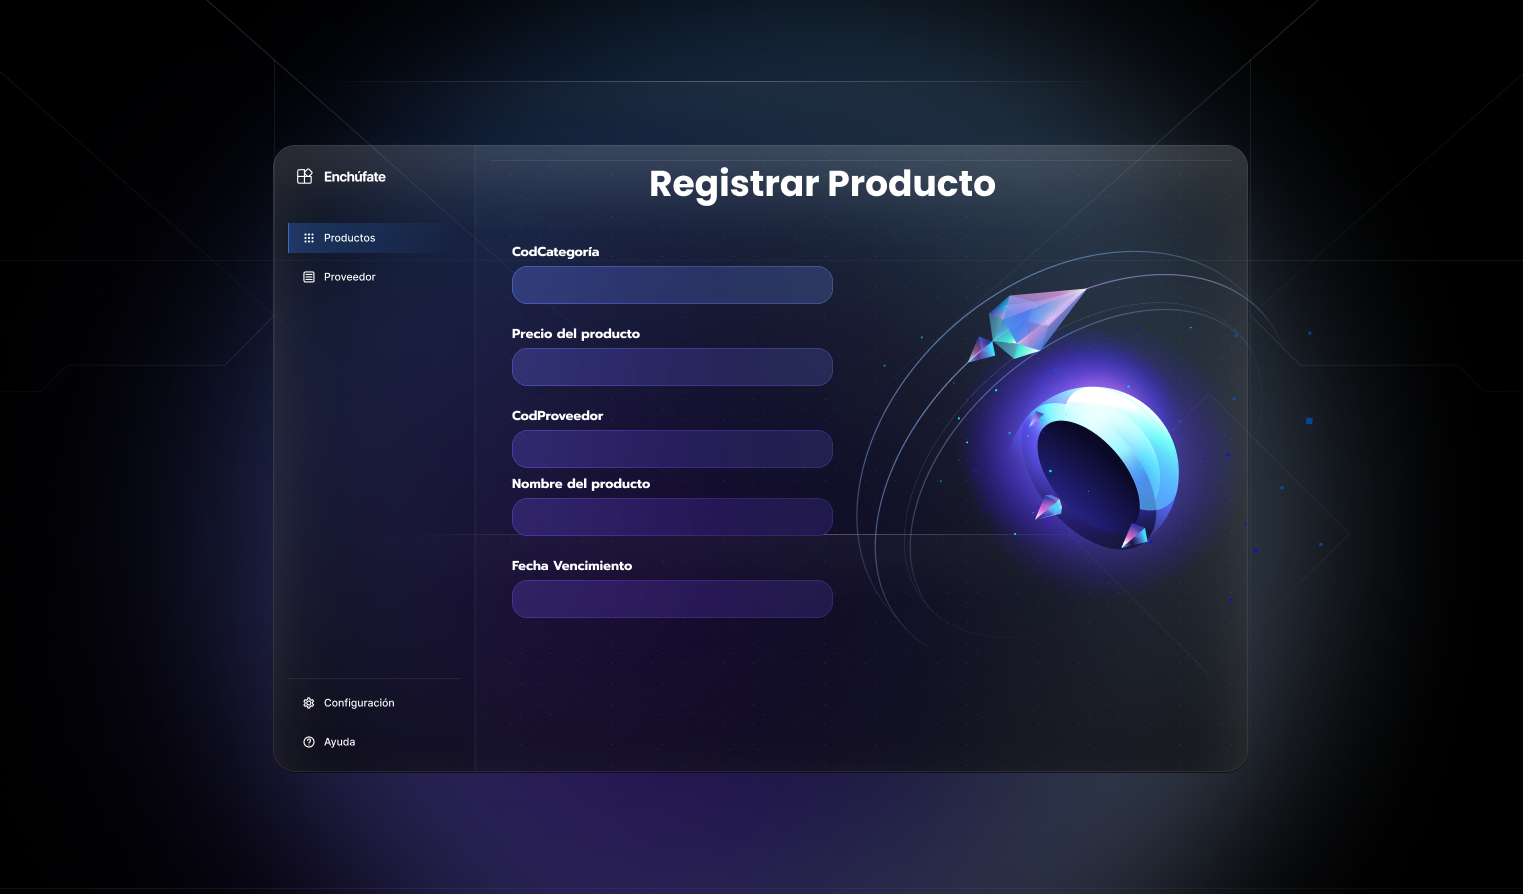 Enchúfate
Productos
Proveedor
Configuración
Ayuda
Registrar Producto
CodCategoría
Precio del producto
CodProveedor
Nombre del producto
Fecha Vencimiento